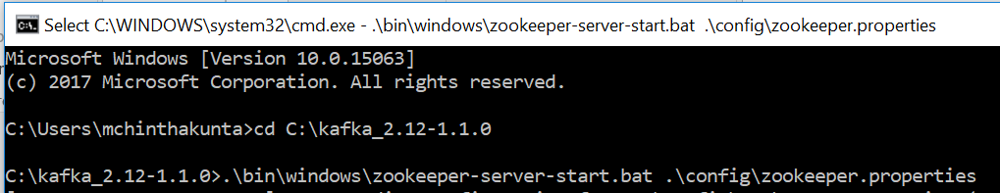 Select C:\WINDOWS\system32\cmd.exe - .\bin\windows\zookeeper-server-start.bat .\config\zookeeper.properties
Microsoft Windows [Version 10.0.15063]
(c) 2017 Microsoft Corporation. All rights reserved.
C:\Users\mchinthakunta>cd C:\kafka_2.12-1.1.0
C:\kafka_2.12-1.1.0>.\bin\windows\zookeeper-server-start.bat .\config\zookeeper.properties